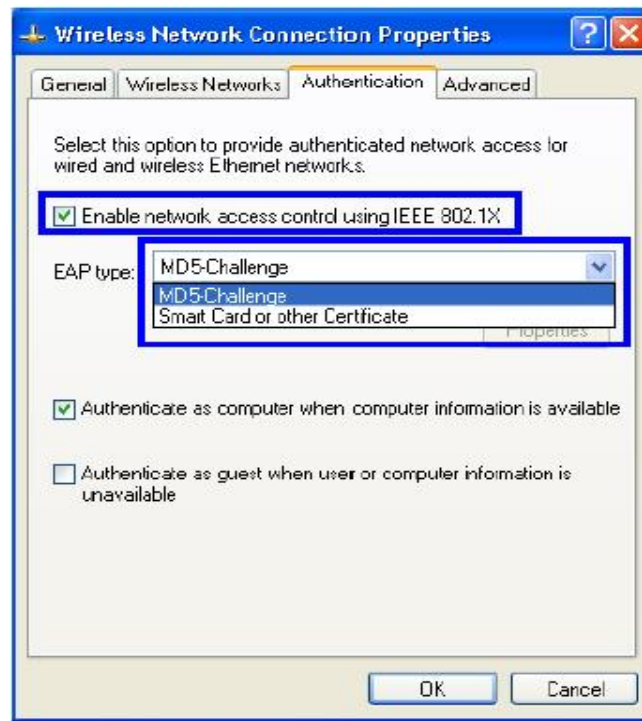 Wireless Network Connection Properties
General Wireless Networks Authentication Advanced
Select this option to provide authenticated network access for
wired and wireless Ethernet networks.
Enable network access control using IEEE 802.1X
EAP type: MD5-Challenge
MD5-Challenge
Smart Card or other Certificate
Properties
Authenticate as computer when computer information is available
Authenticate as guest when user or computer information is
unavailable
OK Cancel